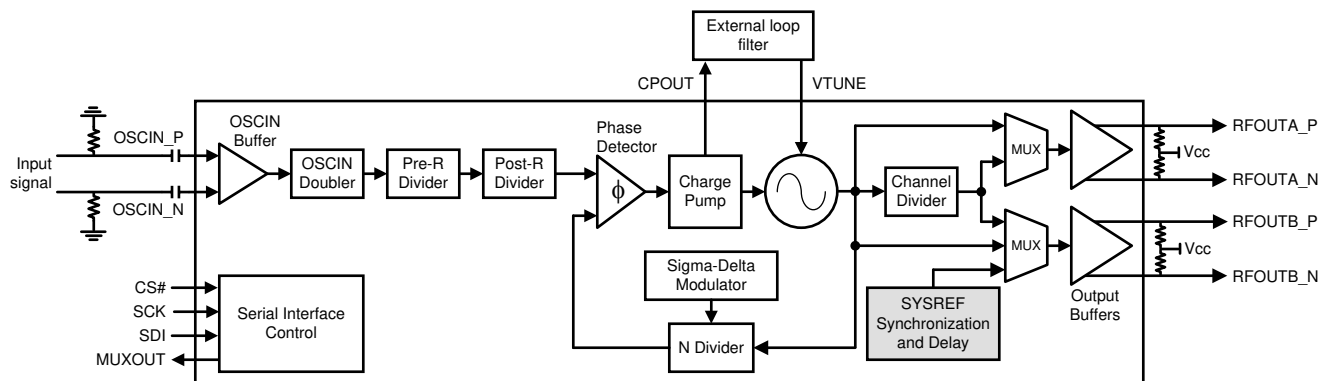 External loop
filter
CPOUT
VTUNE
OSCIN_P
OSCIN
Buffer
Input
signal
OSCIN_N
OSCIN
Doubler
Pre-R
Divider
Post-R
Divider
Phase
Detector
ϕ
Charge
Pump
Channel
Divider
MUX
MUX
RFOUTA_P
Vcc
RFOUTA_N
RFOUTB_P
Vcc
RFOUTB_N
Output
Buffers
Sigma-Delta
Modulator
N Divider
SYSREF
Synchronization
and Delay
CS#
SCK
SDI
MUXOUT
Serial Interface
Control